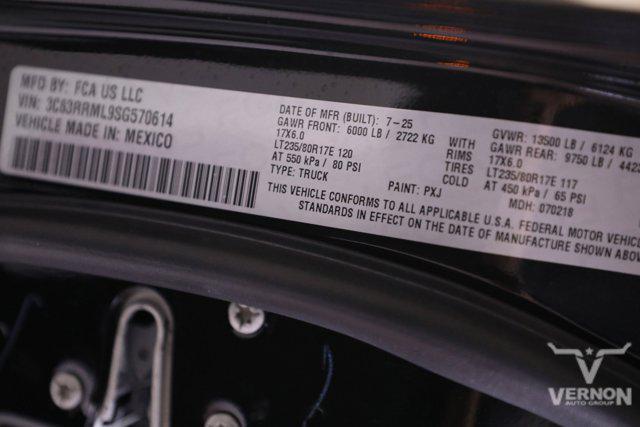 MFD BY: FCA US LLC
VIN: 3C63RRML9SG570614
VEHICLE MADE IN: MEXICO
DATE OF MFR (BUILT): 7-25
GAWR FRONT: 6000 LB / 2722 KG
17X6.0
LT235/80R17E 120
AT 550 kPa / 80 PSI
TYPE: TRUCK
PAINT: PXJ
WITH
RIMS
TIRES
COLD
GVWR: 13500 LB / 6124 KG
GAWR REAR: 9750 LB / 4423
17X6.0
LT235/80R17E 117
AT 450 kPa / 65 PSI
MDH: 070218
THIS VEHICLE CONFORMS TO ALL APPLICABLE U.S.A. FEDERAL MOTOR VEHIC
STANDARDS IN EFFECT ON THE DATE OF MANUFACTURE SHOWN ABOV
VERNON
AUTO GROUP